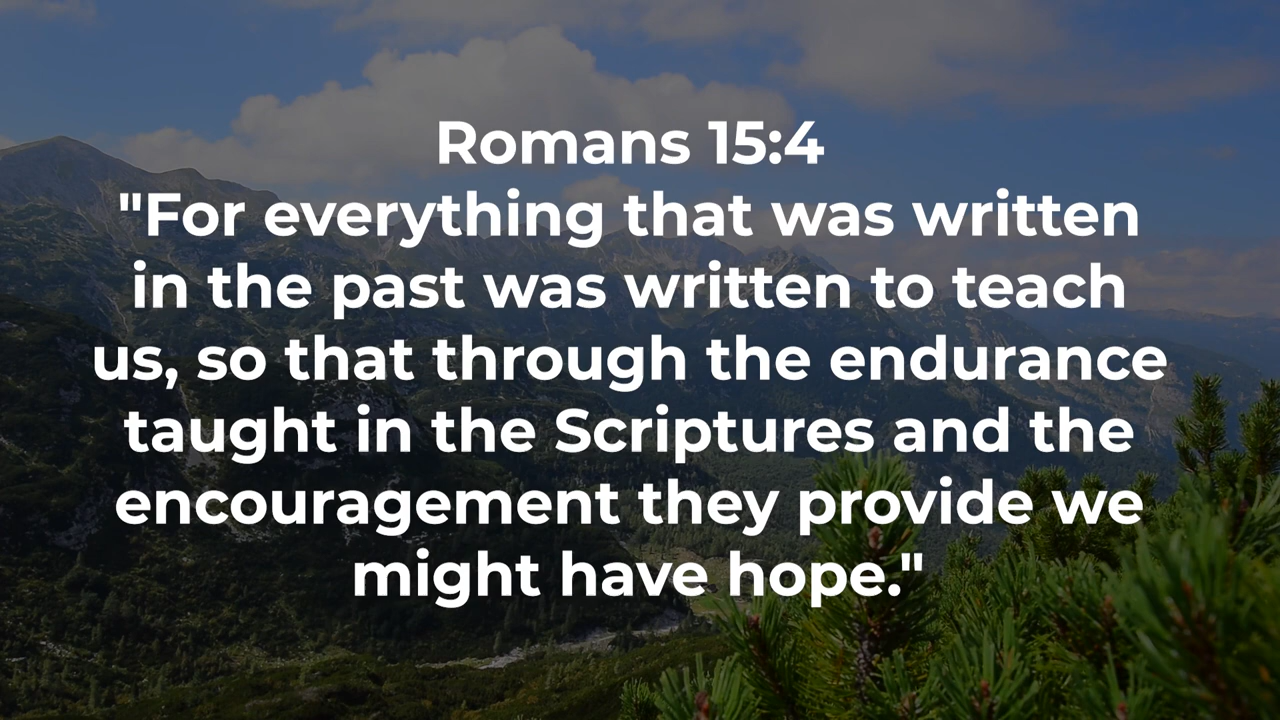 Romans 15:4
"For everything that was written
in the past was written to teach
us, so that through the endurance
taught in the Scriptures and the
encouragement they provide we
might have hope."